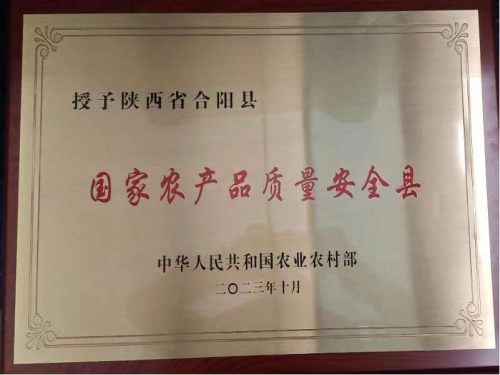 授予陕西省合阳县
国家农产品质量安全县
中华人民共和国农业农村部
二〇二三年十月